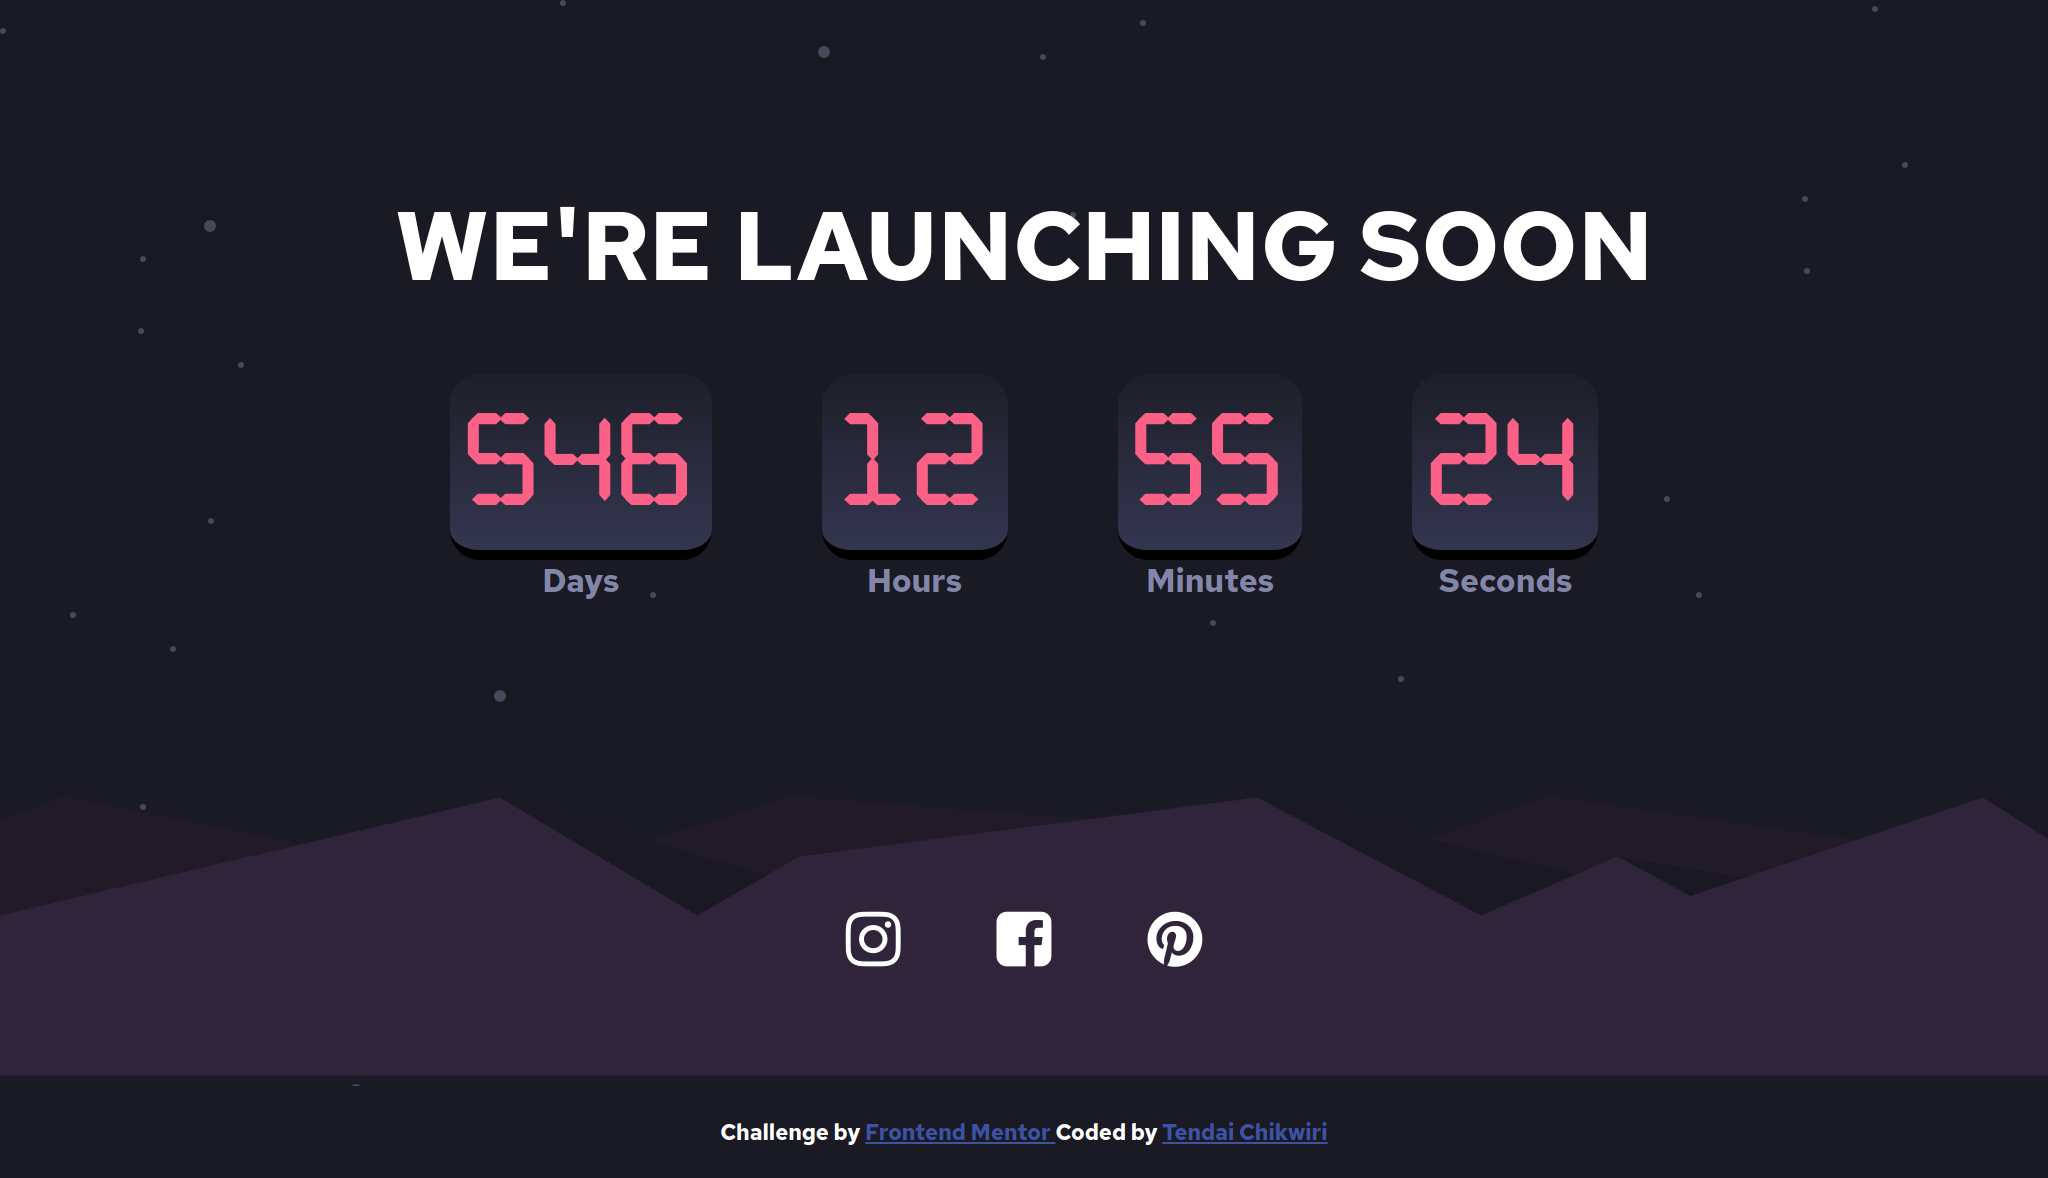 WE'RE LAUNCHING SOON
546 12 55 24
Days Hours Minutes Seconds
Challenge by Frontend Mentor Coded by Tendai Chikwiri